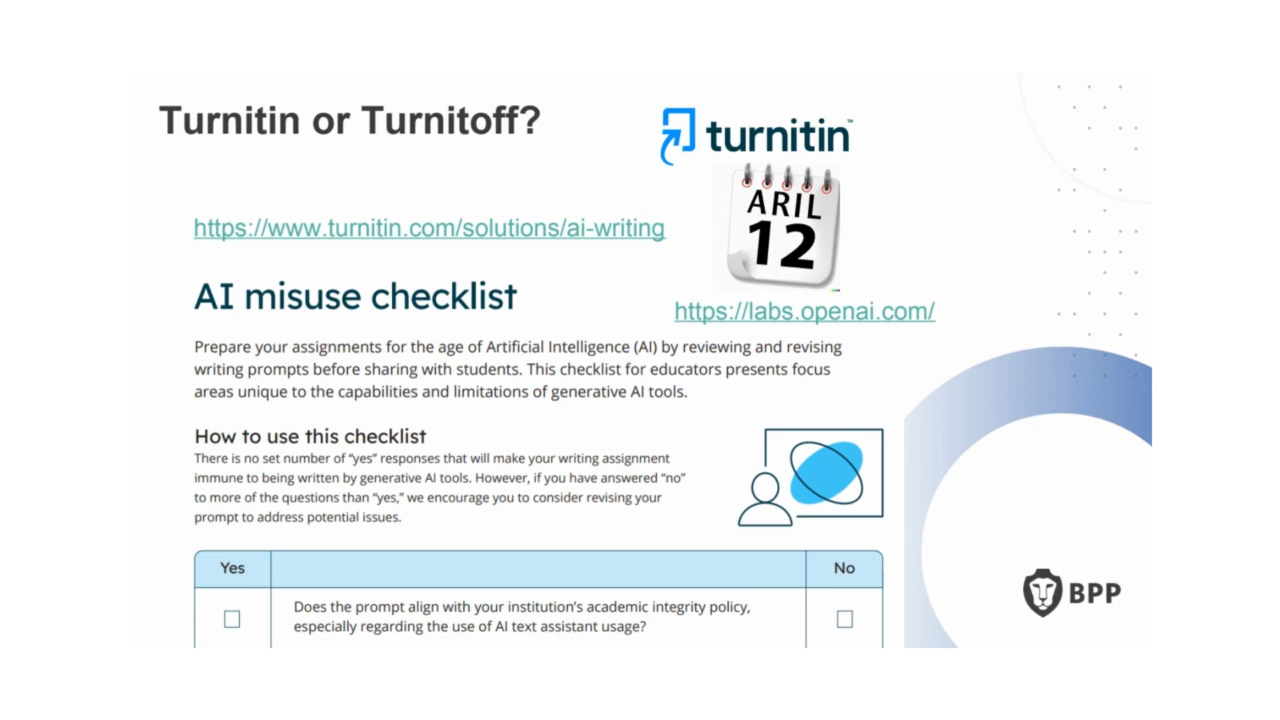 Turnitin or Turnitoff?
turnitin™
ARIL
12
https://www.turnitin.com/solutions/ai-writing
AI misuse checklist
https://labs.openai.com/
Prepare your assignments for the age of Artificial Intelligence (AI) by reviewing and revising
writing prompts before sharing with students. This checklist for educators presents focus
areas unique to the capabilities and limitations of generative AI tools.
How to use this checklist
There is no set number of “yes” responses that will make your writing assignment
immune to being written by generative AI tools. However, if you have answered “no”
to more of the questions than “yes,” we encourage you to consider revising your
prompt to address potential issues.
Yes
No
Does the prompt align with your institution’s academic integrity policy,
especially regarding the use of AI text assistant usage?
BPP